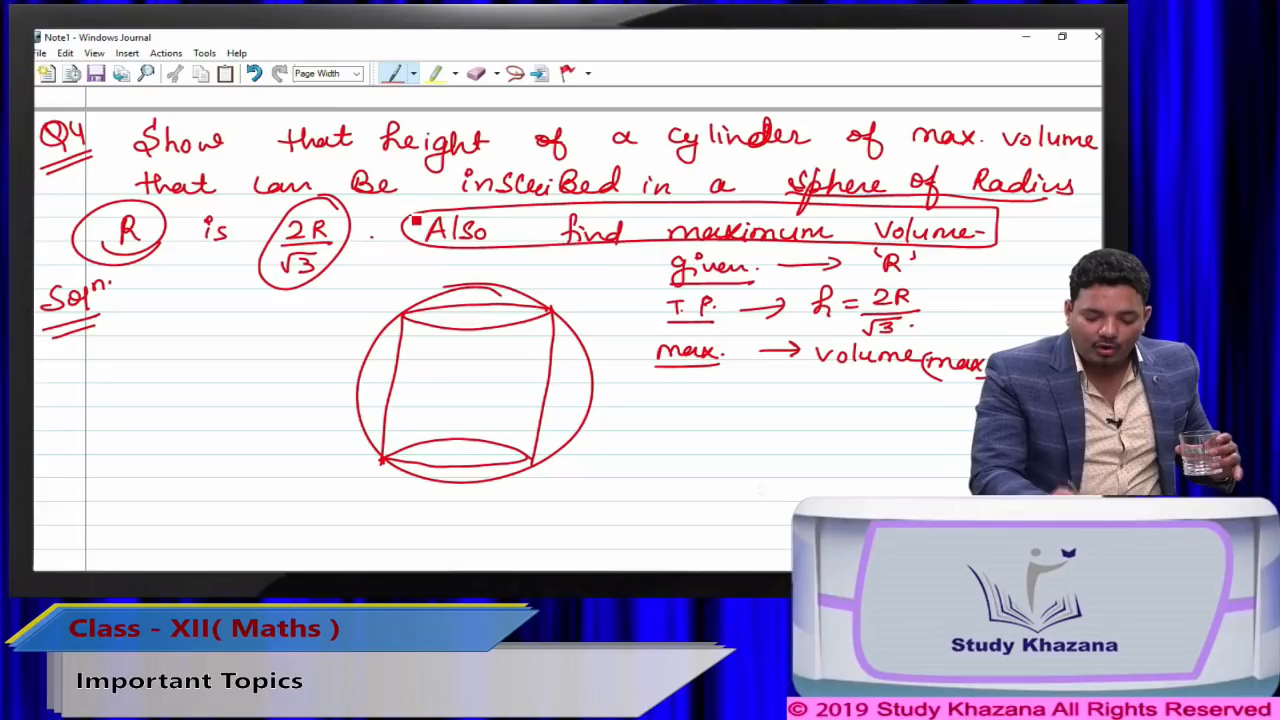 Note1 - Windows Journal
File Edit View Insert Actions Tools Help
Page Width
Q4 Show that height of a cylinder of max. volume
that can Be inscribed in a sphere of Radius
R is 2R/√3 . Also find maximum volume-
given. → 'R'
Solⁿ.
T.P. → h = 2R/√3.
max. → volume (max
Study Khazana
Class - XII( Maths )
Important Topics
© 2019 Study Khazana All Rights Reserved